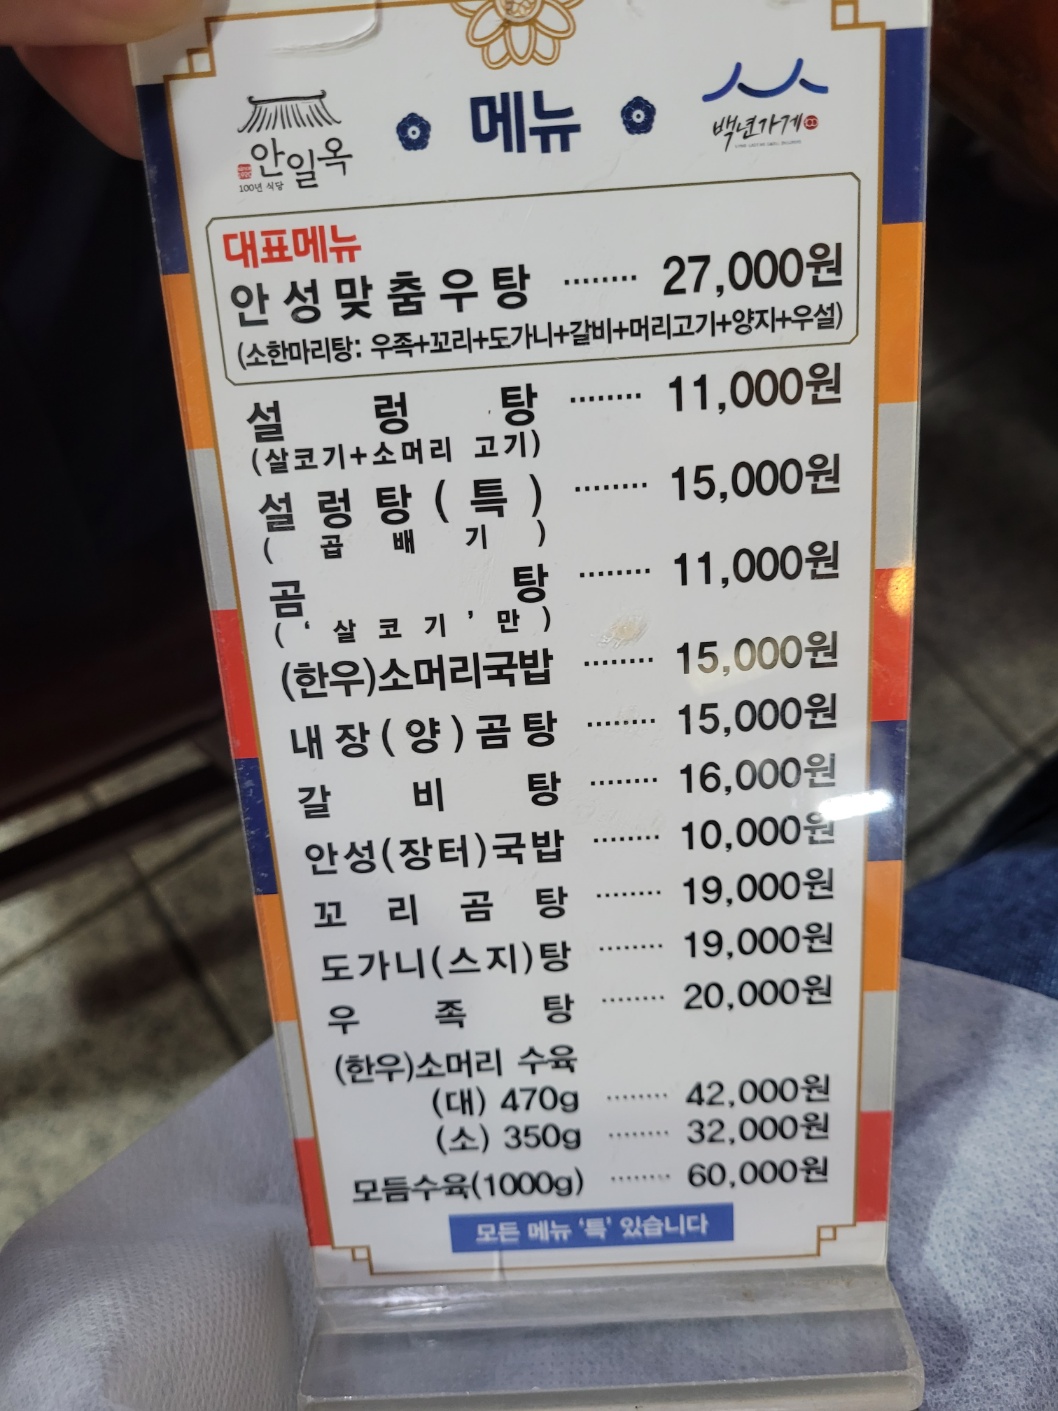 안일옥
100년 식당
메뉴
백년가게
대표메뉴
안성맞춤우탕 ········ 27,000원
(소한마리탕: 우족+꼬리+도가니+갈비+머리고기+양지+우설)
설렁탕 ········ 11,000원
(살코기+소머리 고기)
설렁탕(특) ········ 15,000원
(곱배기)
곰탕 ········ 11,000원
('살코기'만)
(한우)소머리국밥 ········ 15,000원
내장(양)곰탕 ········ 15,000원
갈비탕 ········ 16,000원
안성(장터)국밥 ········ 10,000원
꼬리곰탕 ········ 19,000원
도가니(스지)탕 ········ 19,000원
우족탕 ········ 20,000원
(한우)소머리 수육
(대) 470g ········ 42,000원
(소) 350g ········ 32,000원
모듬수육(1000g) ········ 60,000원
모든 메뉴 '특' 있습니다